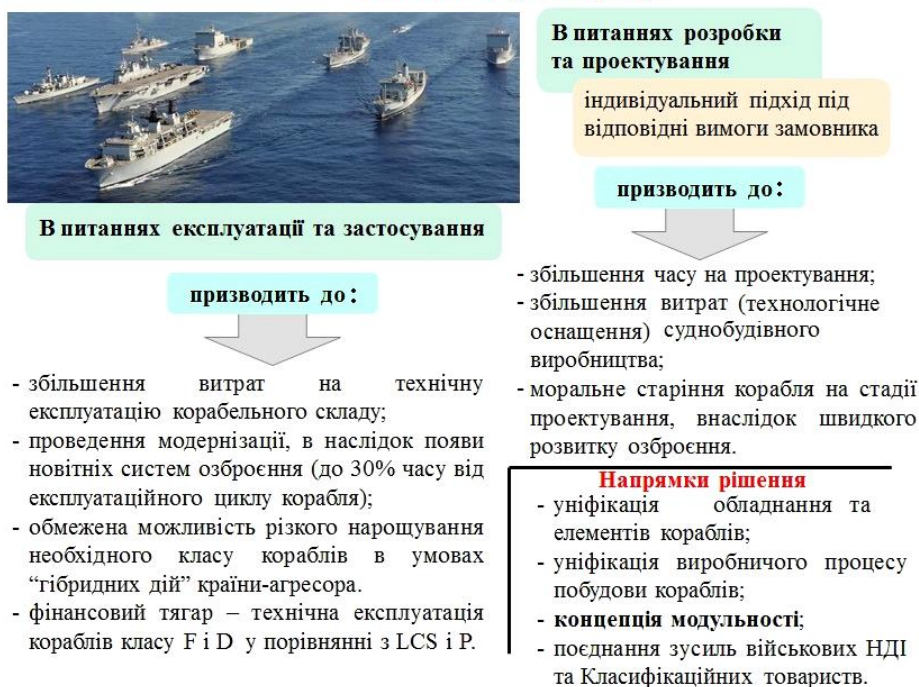 В питаннях розробки
та проектування
індивідуальний підхід під
відповідні вимоги замовника
призводить до:
- збільшення часу на проектування;
- збільшення витрат (технологічне
оснащення) суднобудівного
виробництва;
- моральне старіння корабля на стадії
проектування, внаслідок швидкого
розвитку озброєння.
В питаннях експлуатації та застосування
призводить до:
- збільшення витрат на технічну
експлуатацію корабельного складу;
- проведення модернізації, в наслідок появи
новітніх систем озброєння (до 30% часу від
експлуатаційного циклу корабля);
- обмежена можливість різкого нарощування
необхідного класу кораблів в умовах
“гібридних дій” країни-агресора.
- фінансовий тягар – технічна експлуатація
кораблів класу F і D у порівнянні з LCS і P.
Напрямки рішення
- уніфікація обладнання та
елементів кораблів;
- уніфікація виробничого процесу
побудови кораблів;
- концепція модульності;
- поєднання зусиль військових НДІ
та Класифікаційних товариств.